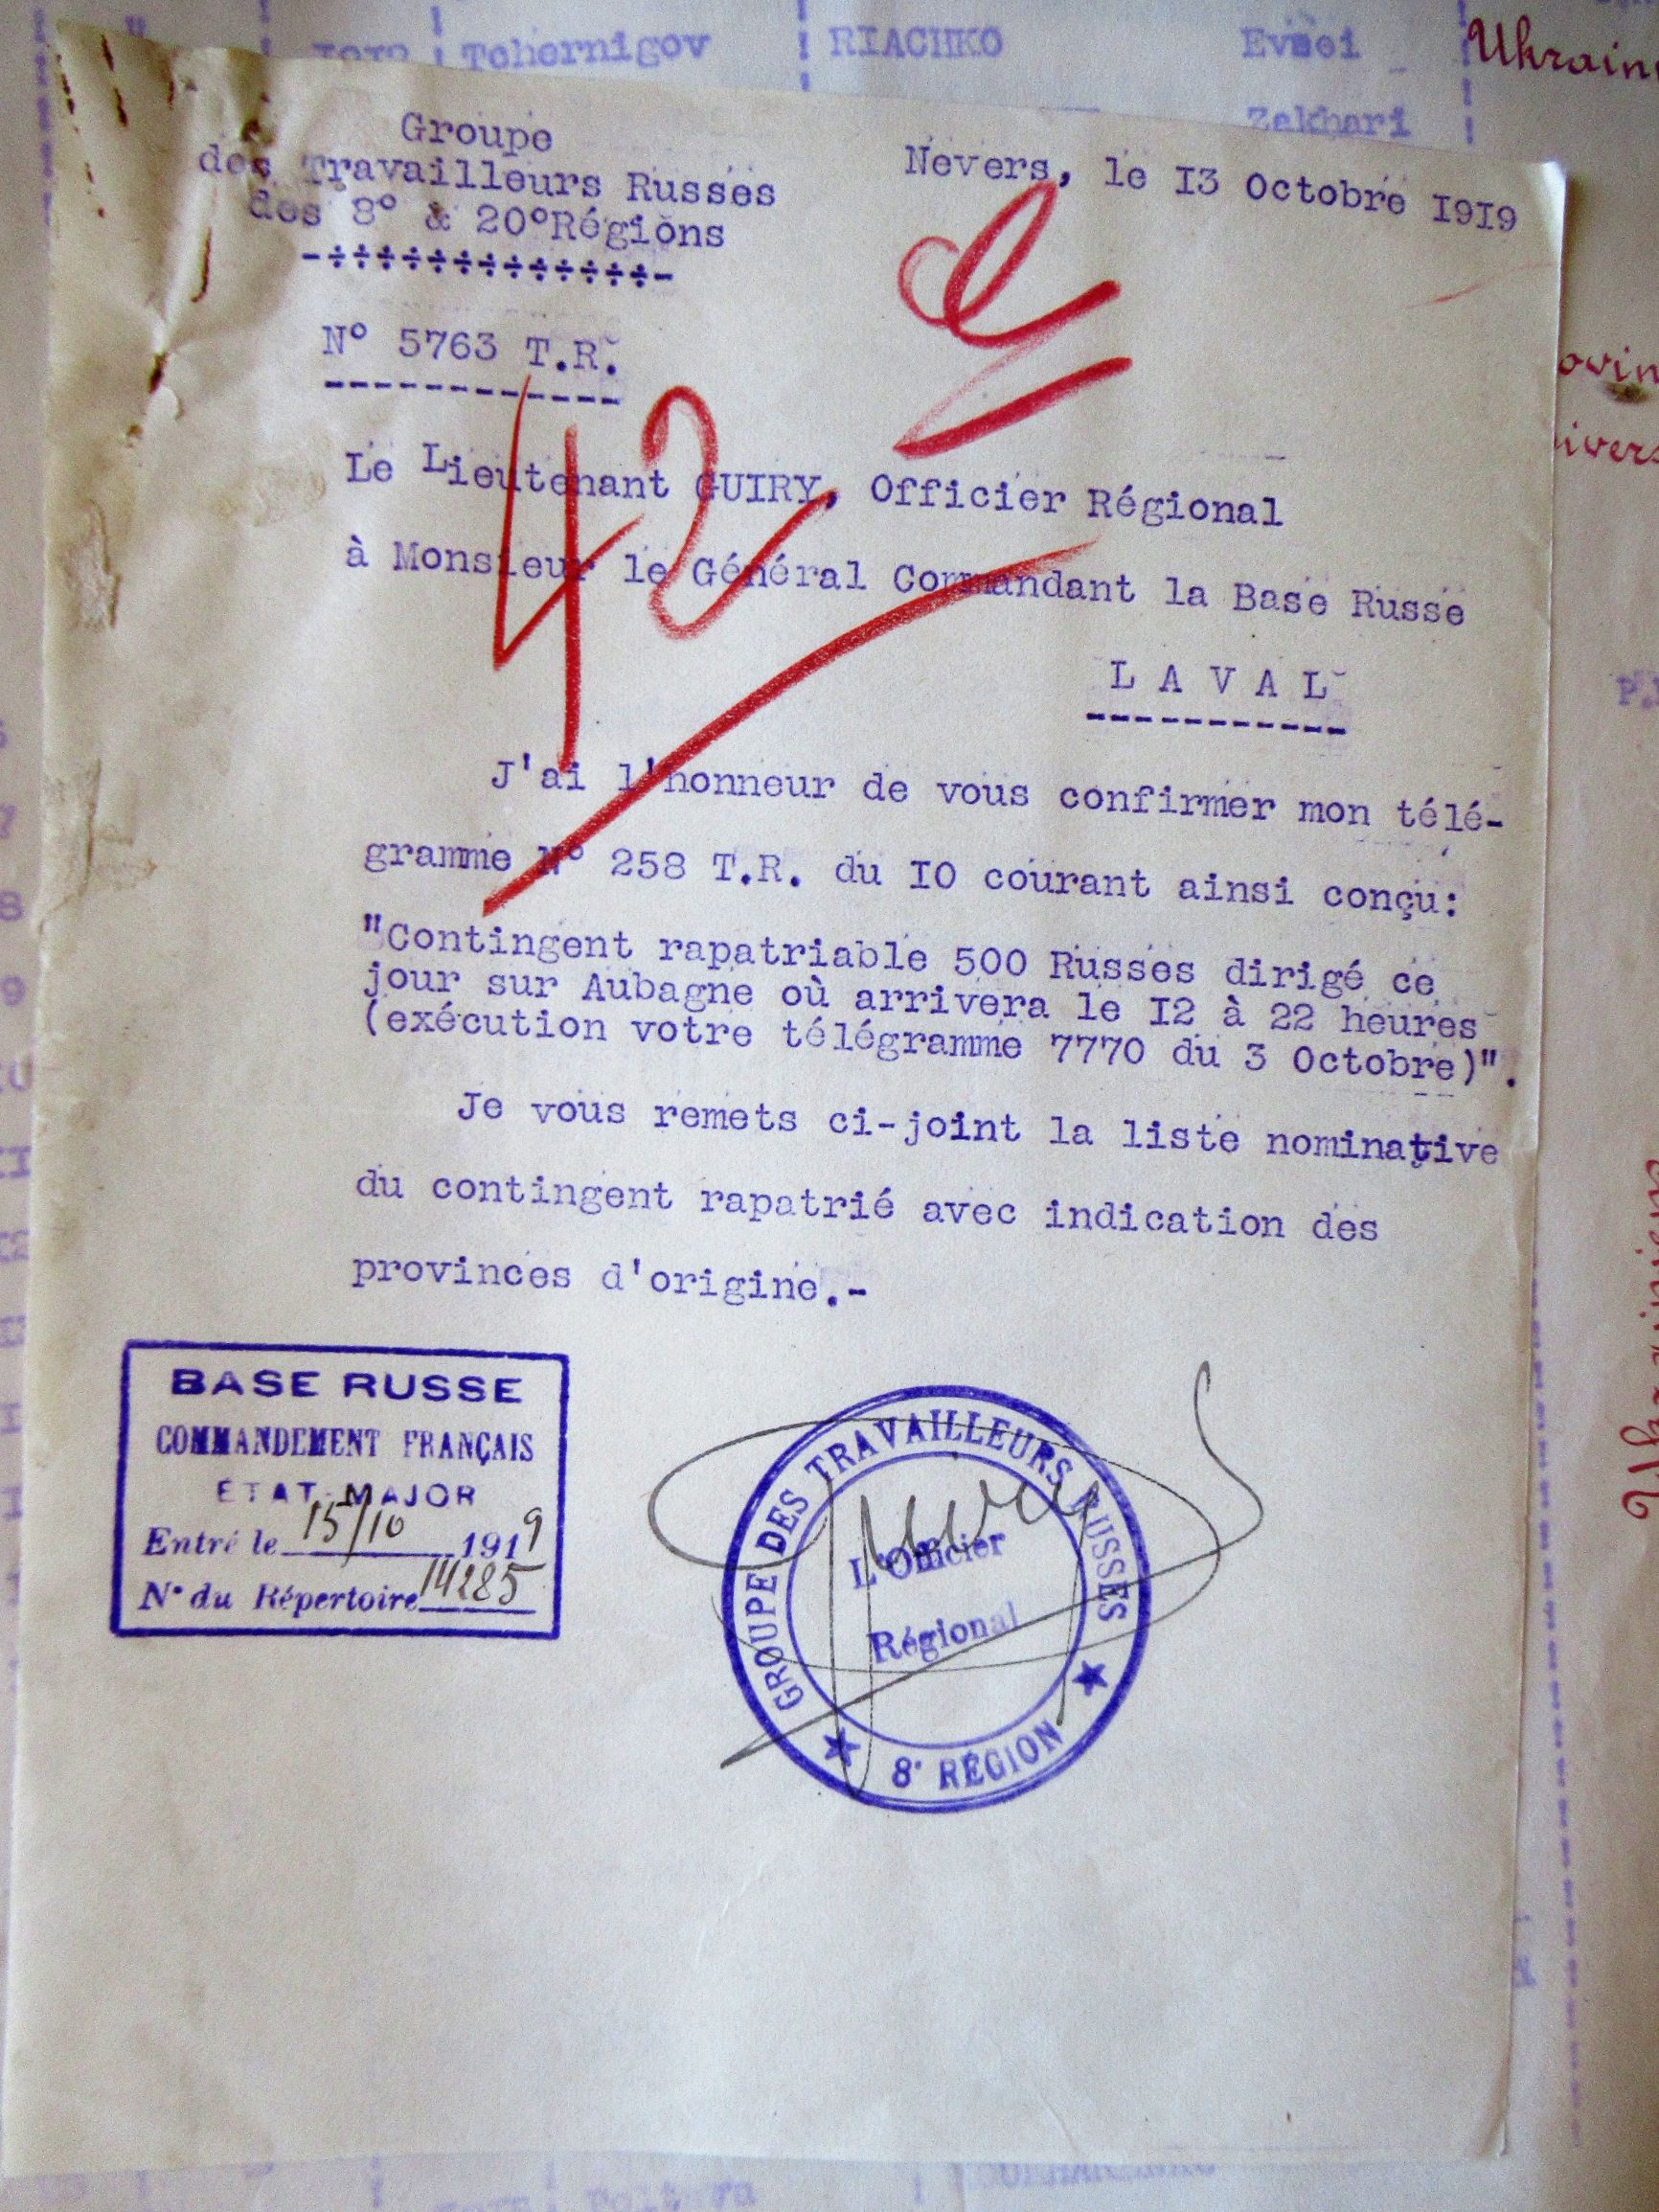 Tchernigov RIACHKO Evsei Ukraini
Zakhari
Groupe
des Travailleurs Russes
des 8° & 20°Régions
-÷÷÷÷÷÷÷÷÷÷÷÷-
Nevers, le I3 Octobre I9I9
N° 5763 T.R.
42
Le Lieutenant GUIRY, Officier Régional
à Monsieur le Général Commandant la Base Russe
L A V A L
J'ai l'honneur de vous confirmer mon télé-
gramme N° 258 T.R. du IO courant ainsi conçu:
"Contingent rapatriable 500 Russes dirigé ce
jour sur Aubagne où arrivera le I2 à 22 heures
(exécution votre télégramme 7770 du 3 Octobre)".
Je vous remets ci-joint la liste nominative
du contingent rapatrié avec indication des
provinces d'origine.-
BASE RUSSE
COMMANDEMENT FRANÇAIS
ETAT-MAJOR
Entré le 15/10 1919
N° du Répertoire 14285
GROUPE DES TRAVAILLEURS RUSSES
L'Officier
Régional
8e RÉGION
Poltava